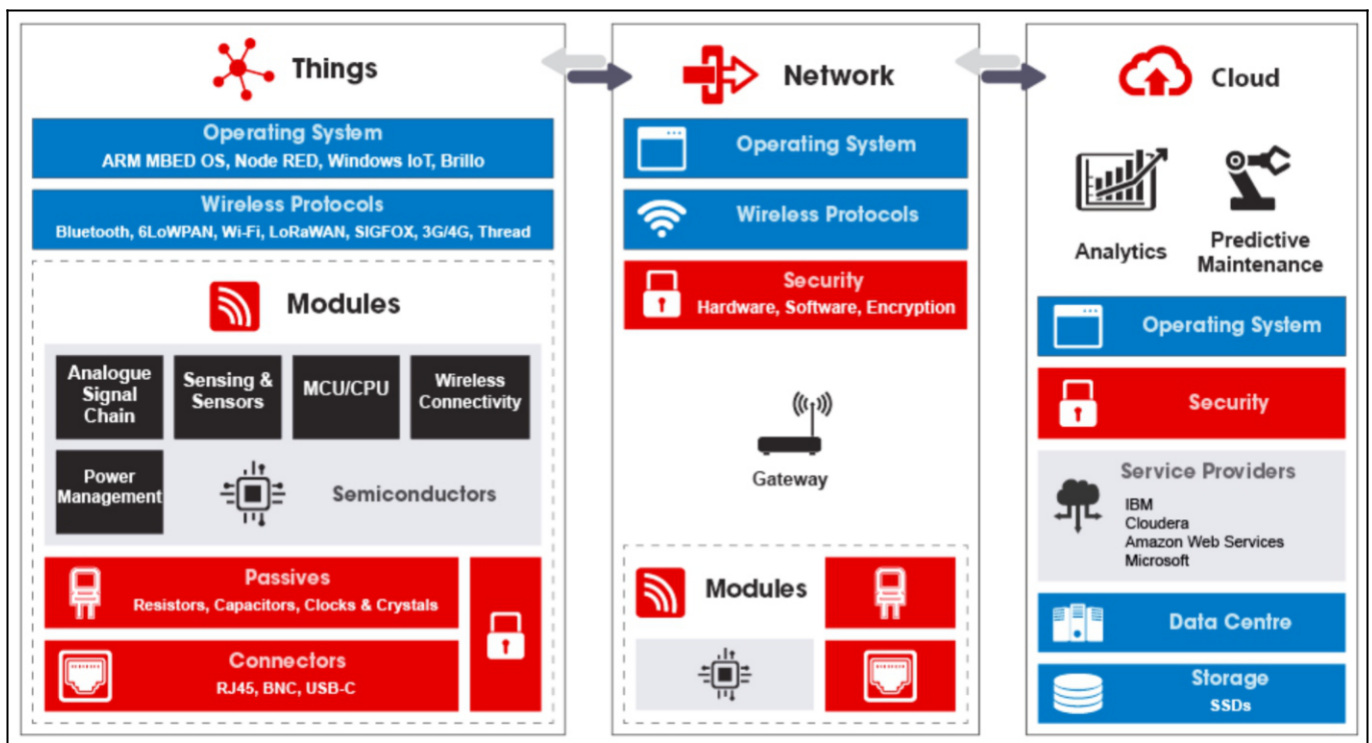 Things
Operating System
ARM MBED OS, Node RED, Windows IoT, Brillo
Wireless Protocols
Bluetooth, 6LoWPAN, Wi-Fi, LoRaWAN, SIGFOX, 3G/4G, Thread
Modules
Analogue
Signal
Chain
Sensing &
Sensors
MCU/CPU
Wireless
Connectivity
Power
Management
Semiconductors
Passives
Resistors, Capacitors, Clocks & Crystals
Connectors
RJ45, BNC, USB-C
Network
Operating System
Wireless Protocols
Security
Hardware, Software, Encryption
Gateway
Modules
Cloud
Analytics
Predictive
Maintenance
Operating System
Security
Service Providers
IBM
Cloudera
Amazon Web Services
Microsoft
Data Centre
Storage
SSDs